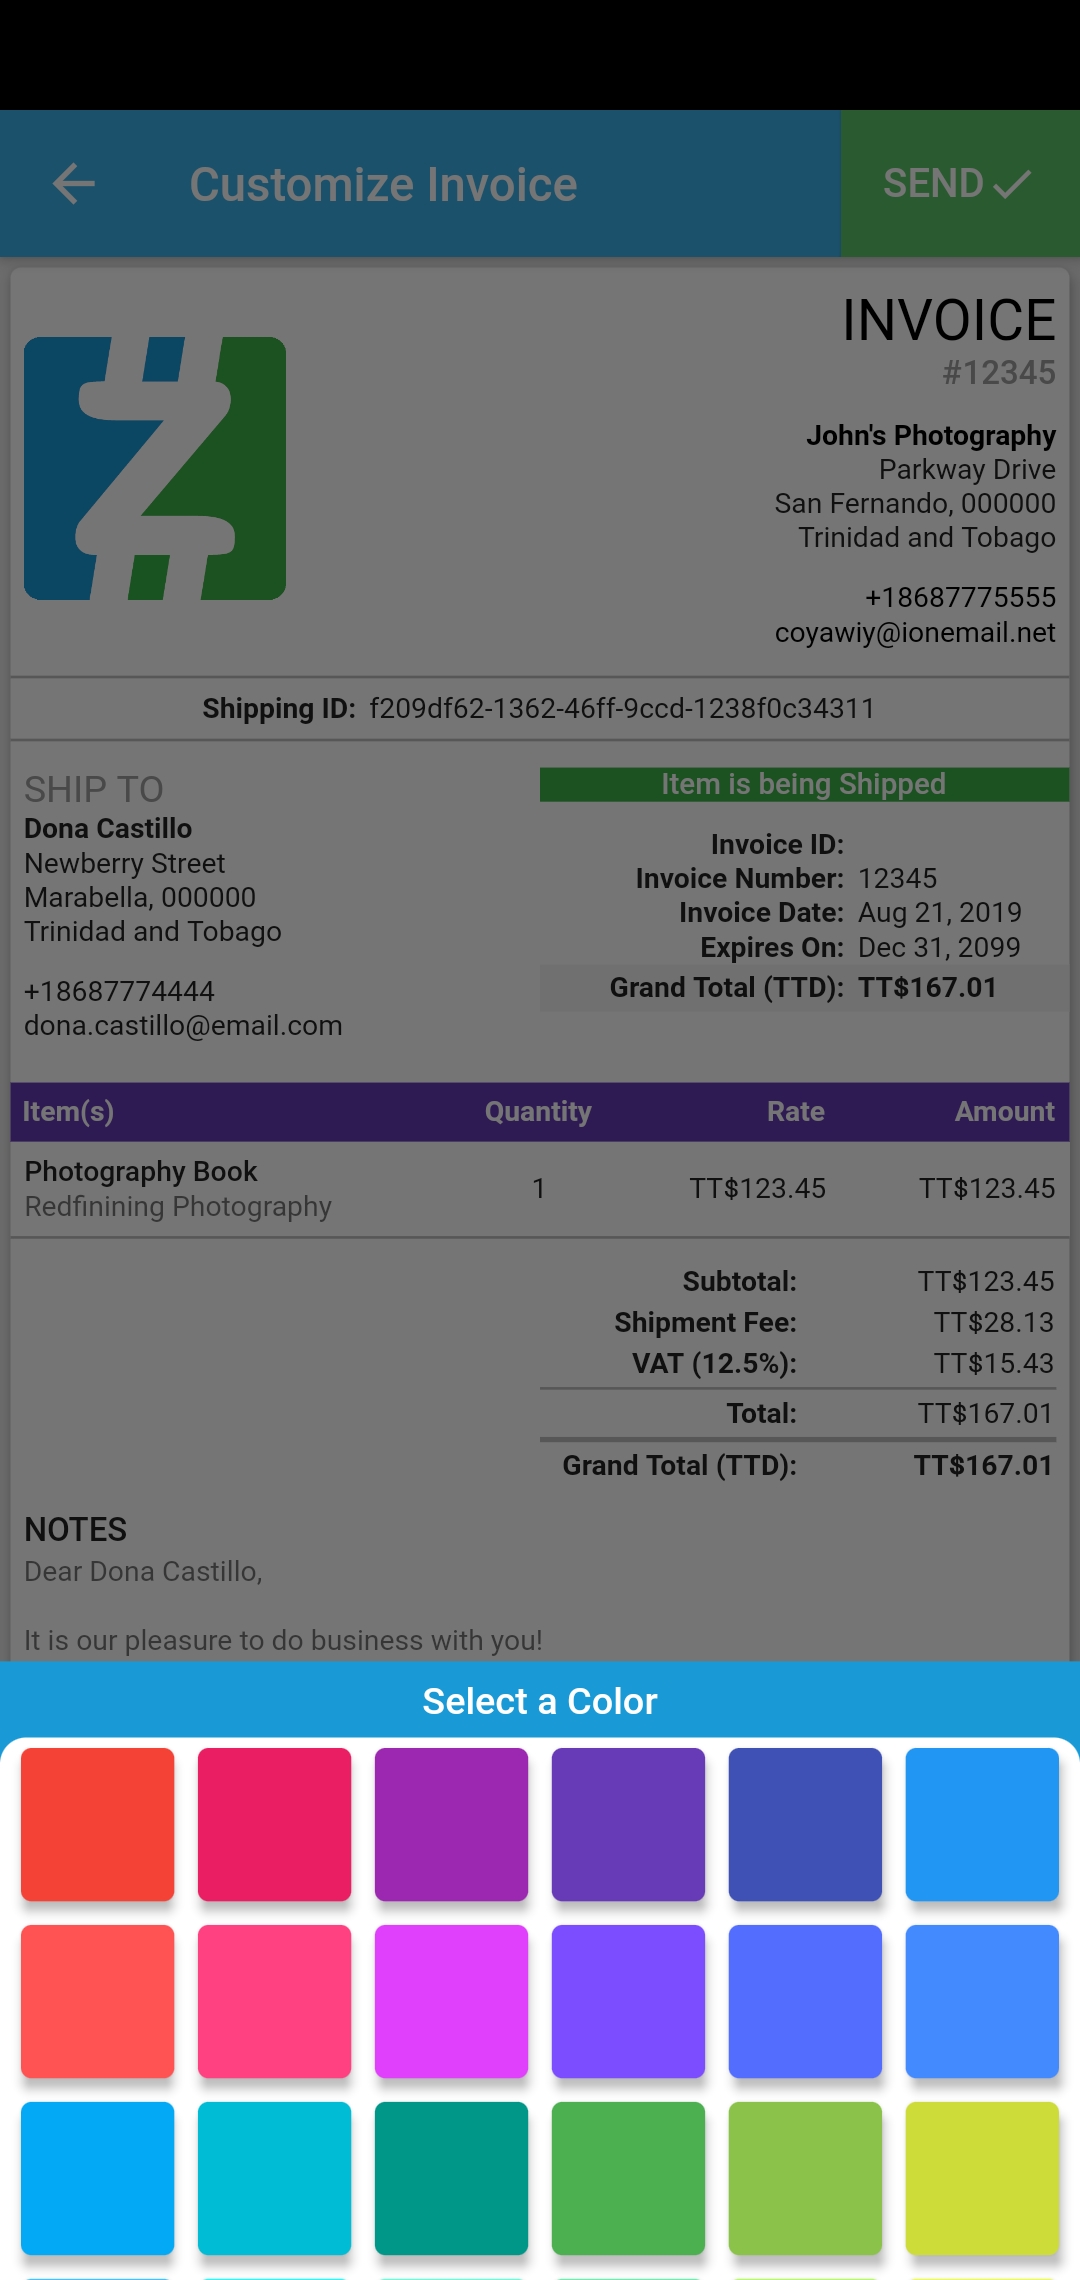 Customize Invoice
SEND
INVOICE
#12345
John's Photography
Parkway Drive
San Fernando, 000000
Trinidad and Tobago
+18687775555
coyawiy@ionemail.net
Shipping ID: f209df62-1362-46ff-9ccd-1238f0c34311
SHIP TO
Dona Castillo
Newberry Street
Marabella, 000000
Trinidad and Tobago
+18687774444
dona.castillo@email.com
Item is being Shipped
Invoice ID:
Invoice Number: 12345
Invoice Date: Aug 21, 2019
Expires On: Dec 31, 2099
Grand Total (TTD): TT$167.01
Item(s) Quantity Rate Amount
Photography Book 1 TT$123.45 TT$123.45
Redfinining Photography
Subtotal: TT$123.45
Shipment Fee: TT$28.13
VAT (12.5%): TT$15.43
Total: TT$167.01
Grand Total (TTD): TT$167.01
NOTES
Dear Dona Castillo,
It is our pleasure to do business with you!
Select a Color